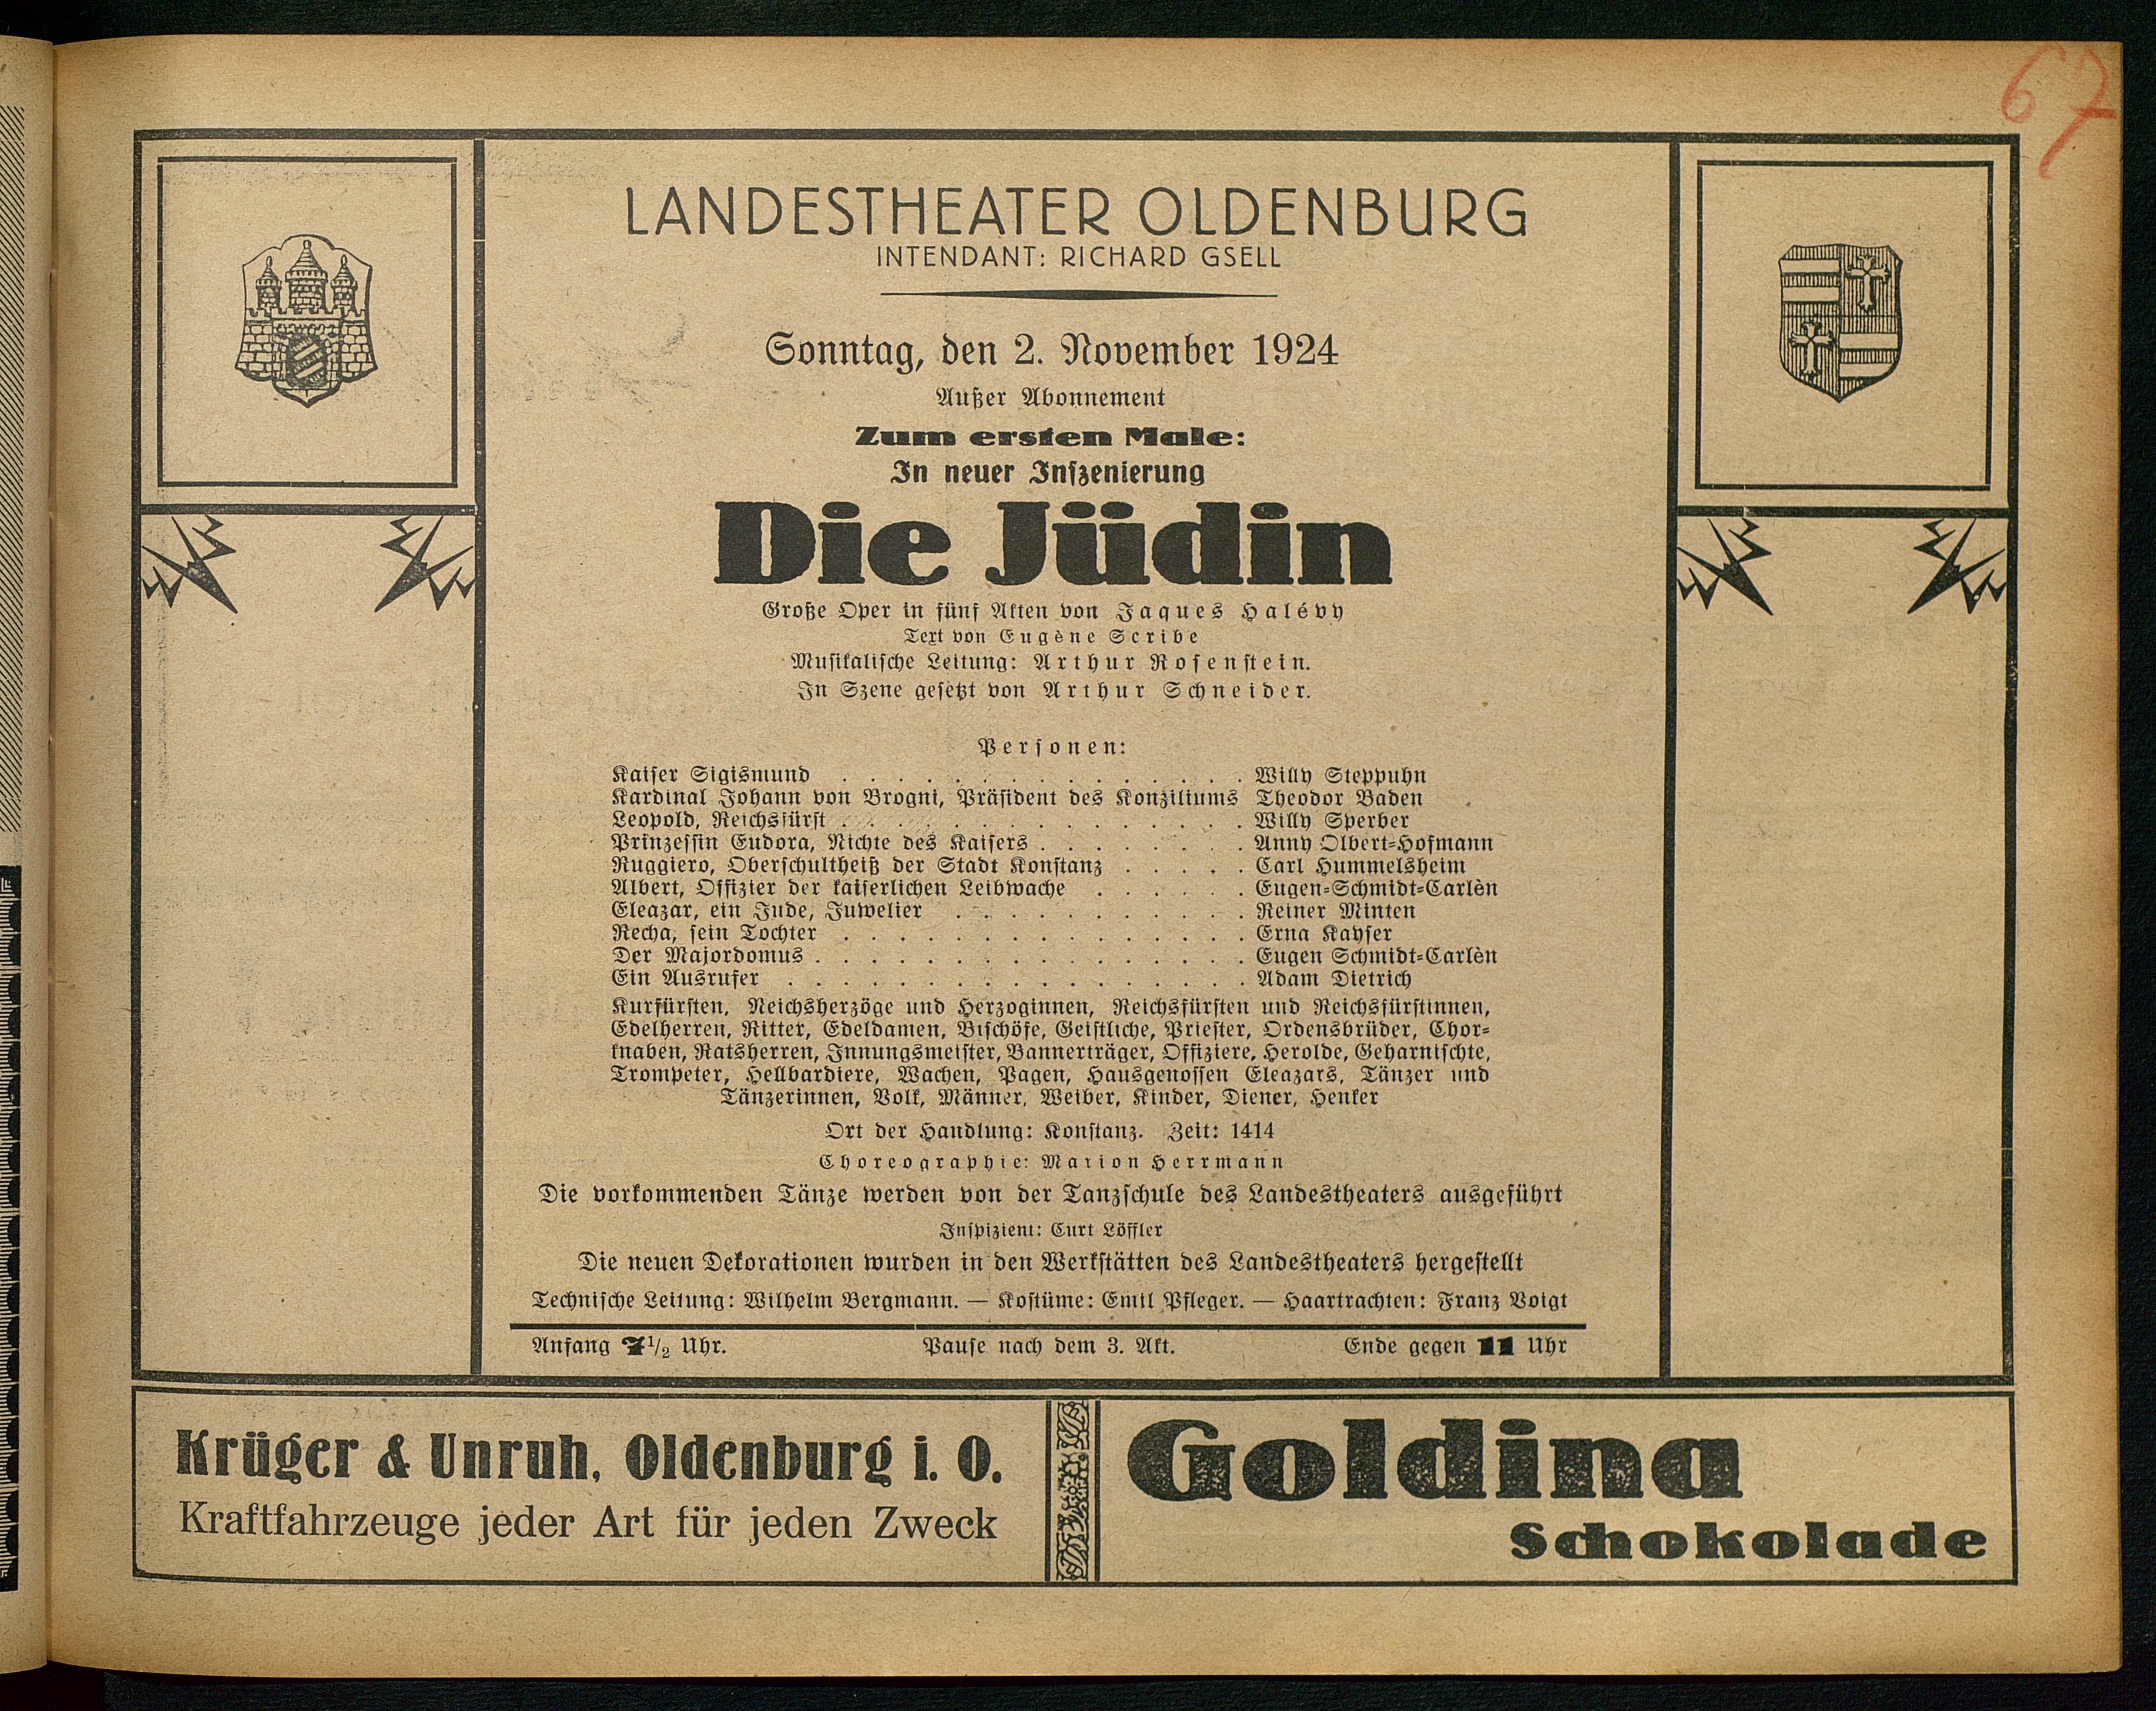 67
LANDESTHEATER OLDENBURG
INTENDANT: RICHARD GSELL
Sonntag, den 2. November 1924
Außer Abonnement
Zum ersten Male:
In neuer Inszenierung
Die Jüdin
Große Oper in fünf Akten von Jaques Halévy
Text von Eugène Scribe
Musikalische Leitung: Arthur Rosenstein.
In Szene gesetzt von Arthur Schneider.
Personen:
Kaiser Sigismund . . . . . . . . . . . . . . . Willy Steppuhn
Kardinal Johann von Brogni, Präsident des Konziliums Theodor Baden
Leopold, Reichsfürst . . . . . . . . . . . . . . . Willy Sperber
Prinzessin Eudora, Nichte des Kaisers . . . . . . . . Anny Olbert-Hofmann
Ruggiero, Oberschultheiß der Stadt Konstanz . . . . . Carl Hummelsheim
Albert, Offizier der kaiserlichen Leibwache . . . . . . Eugen-Schmidt-Carlèn
Eleazar, ein Jude, Juwelier . . . . . . . . . . . Reiner Minten
Recha, sein Tochter . . . . . . . . . . . . . . . Erna Kayser
Der Majordomus . . . . . . . . . . . . . . . . Eugen Schmidt-Carlèn
Ein Ausrufer . . . . . . . . . . . . . . . . . Adam Dietrich
Kurfürsten, Reichsherzöge und Herzoginnen, Reichsfürsten und Reichsfürstinnen,
Edelherren, Ritter, Edeldamen, Bischöfe, Geistliche, Priester, Ordensbrüder, Chor-
knaben, Ratsherren, Innungsmeister, Bannerträger, Offiziere, Herolde, Geharnischte,
Trompeter, Hellbardiere, Wachen, Pagen, Hausgenossen Eleazars, Tänzer und
Tänzerinnen, Volk, Männer, Weiber, Kinder, Diener, Henker
Ort der Handlung: Konstanz. Zeit: 1414
Choreographie: Marion Herrmann
Die vorkommenden Tänze werden von der Tanzschule des Landestheaters ausgeführt
Inspizient: Curt Löffler
Die neuen Dekorationen wurden in den Werkstätten des Landestheaters hergestellt
Technische Leitung: Wilhelm Bergmann. — Kostüme: Emil Pfleger. — Haartrachten: Franz Voigt
Anfang 7 1/2 Uhr. Pause nach dem 3. Akt. Ende gegen 11 Uhr
Krüger & Unruh, Oldenburg i. O.
Kraftfahrzeuge jeder Art für jeden Zweck
Goldina
Schokolade